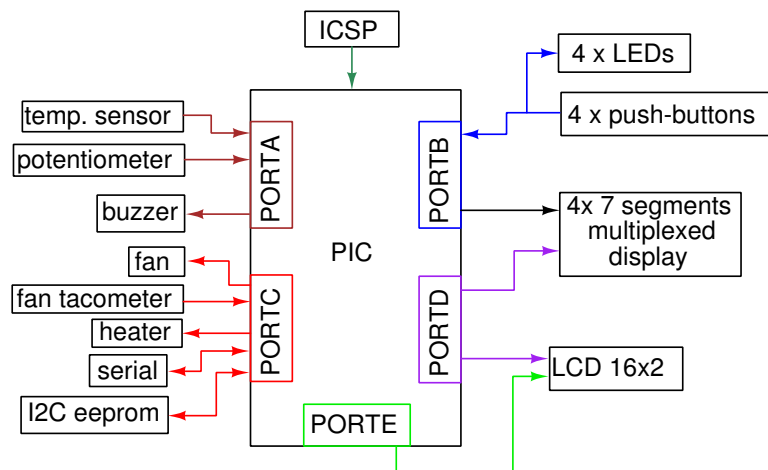 ICSP
4 x LEDs
temp. sensor
4 x push-buttons
potentiometer
PORTA
PORTB
buzzer
4x 7 segments
multiplexed
display
PIC
fan
fan tacometer
PORTC
PORTD
heater
serial
LCD 16x2
I2C eeprom
PORTE